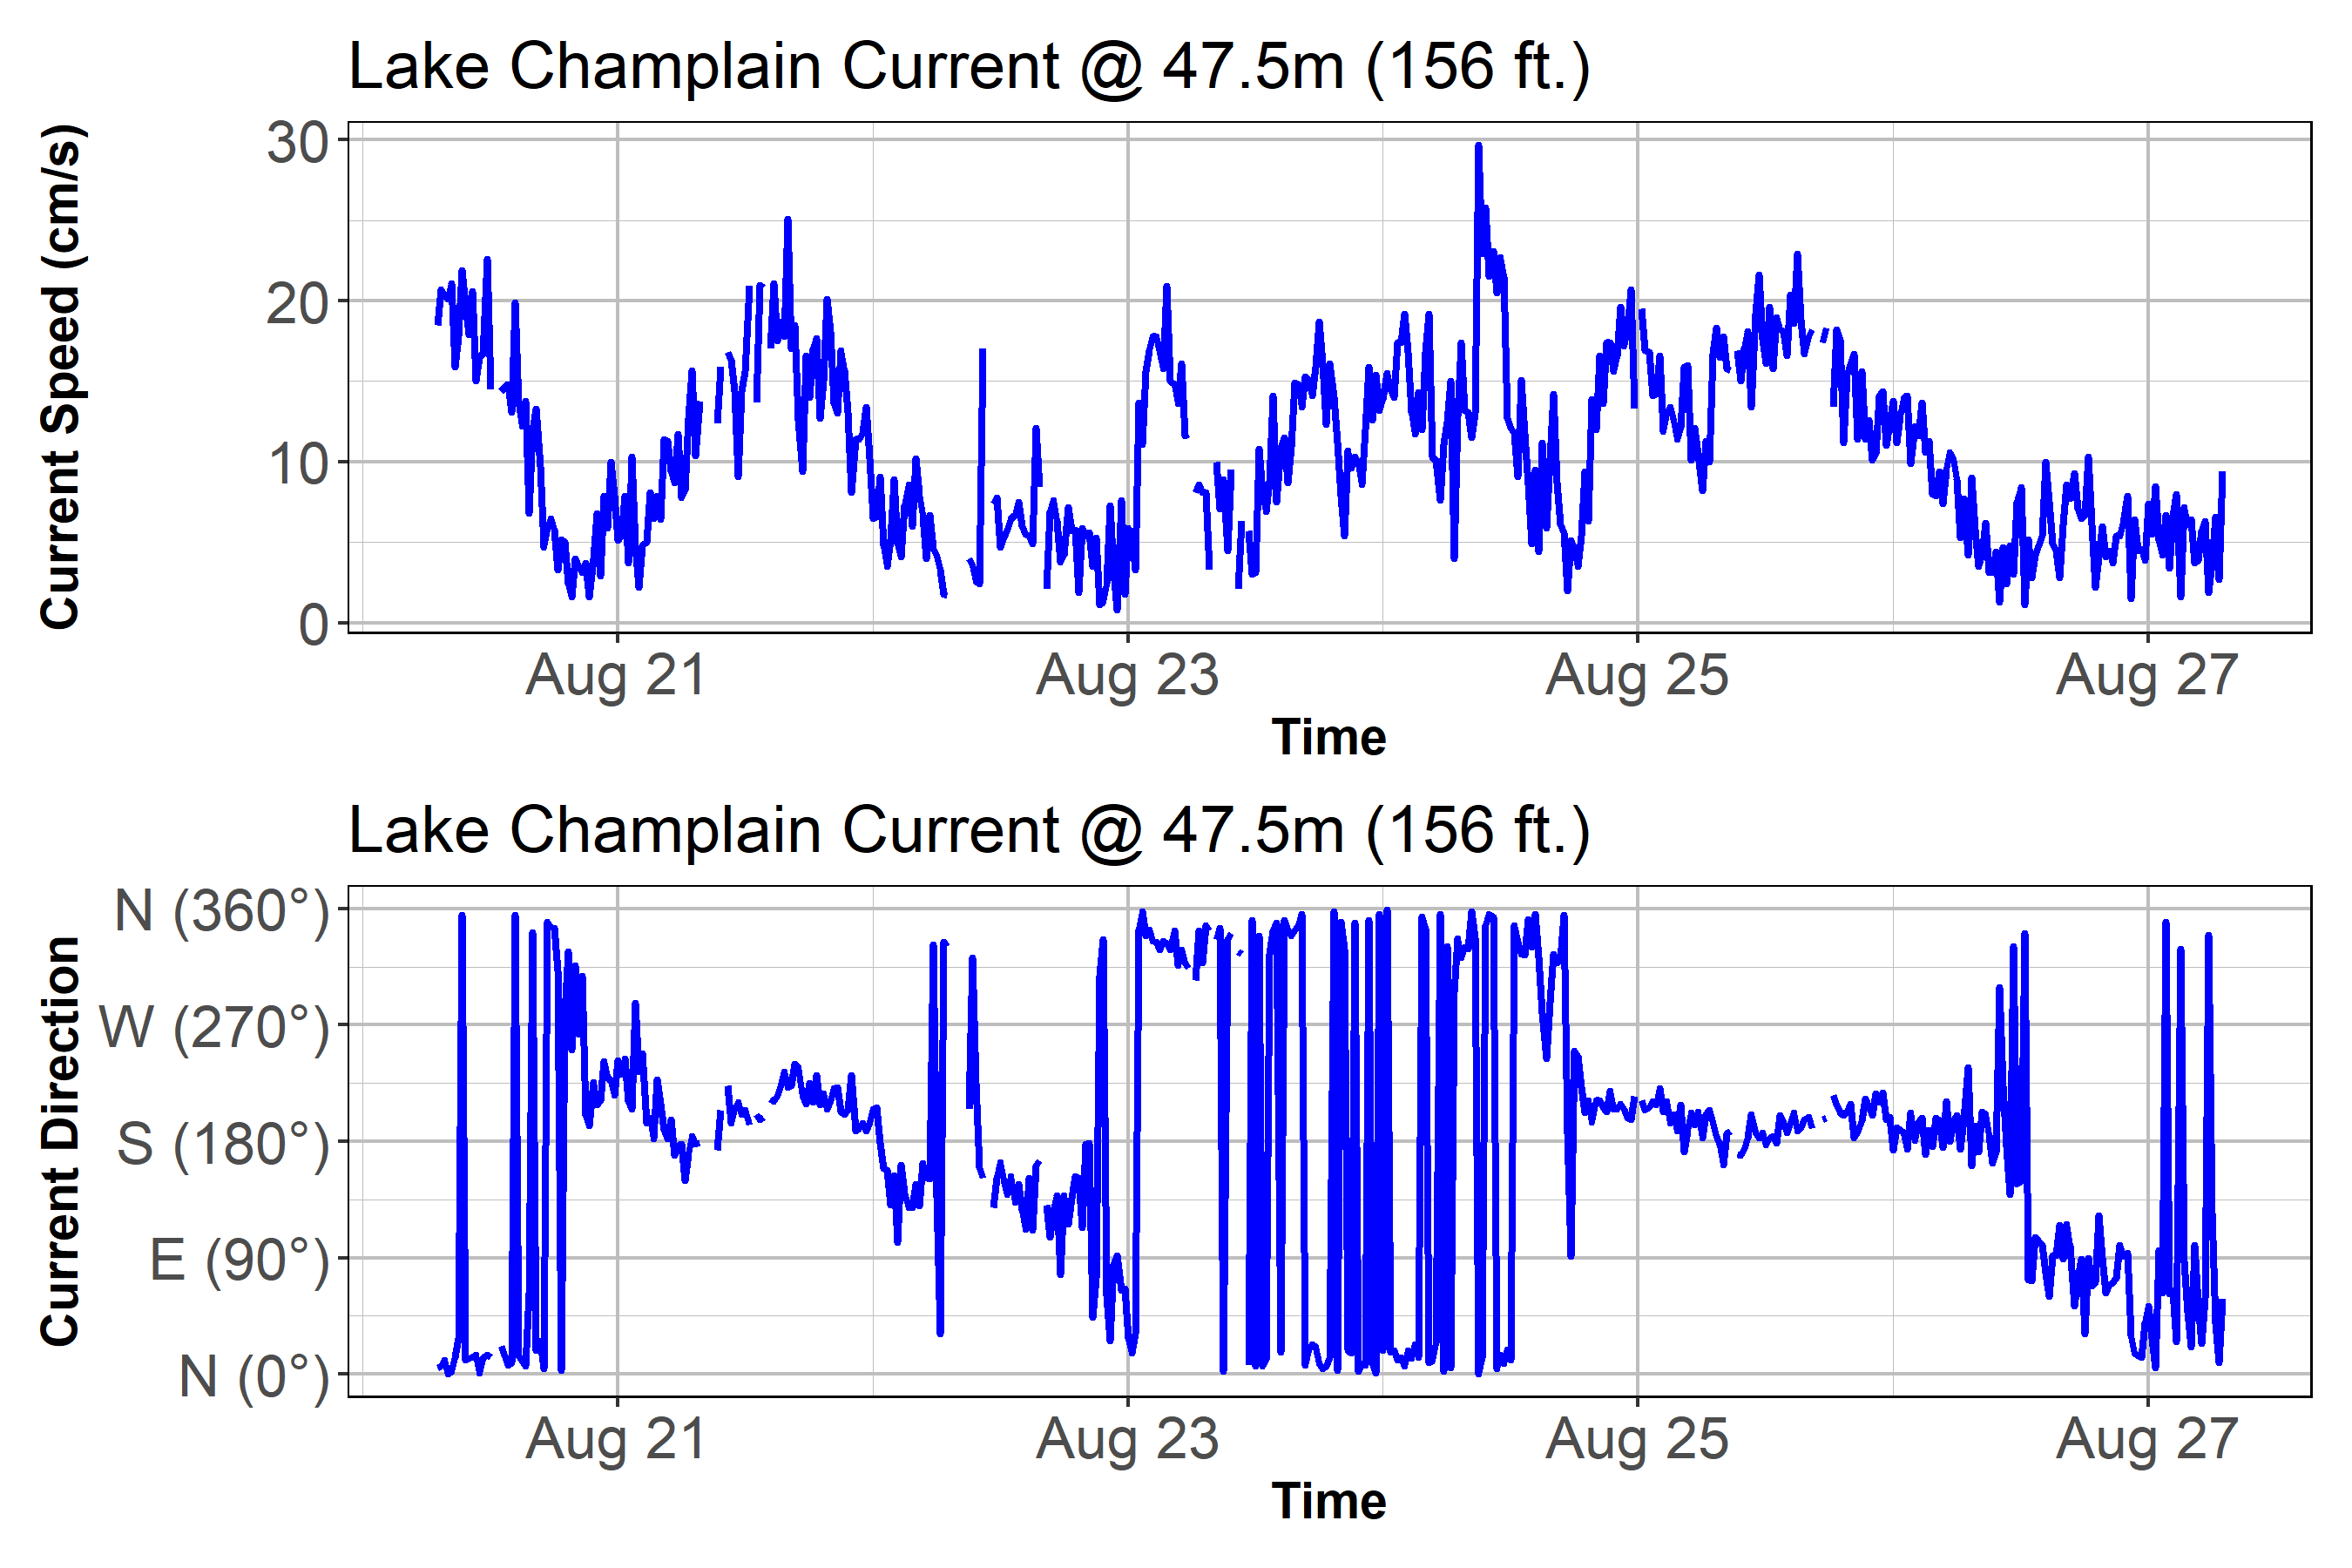 Lake Champlain Current @ 47.5m (156 ft.)
Current Speed (cm/s)
30
20
10
0
Aug 21 Aug 23 Aug 25 Aug 27
Time
Lake Champlain Current @ 47.5m (156 ft.)
Current Direction
N (360°)
W (270°)
S (180°)
E (90°)
N (0°)
Aug 21 Aug 23 Aug 25 Aug 27
Time